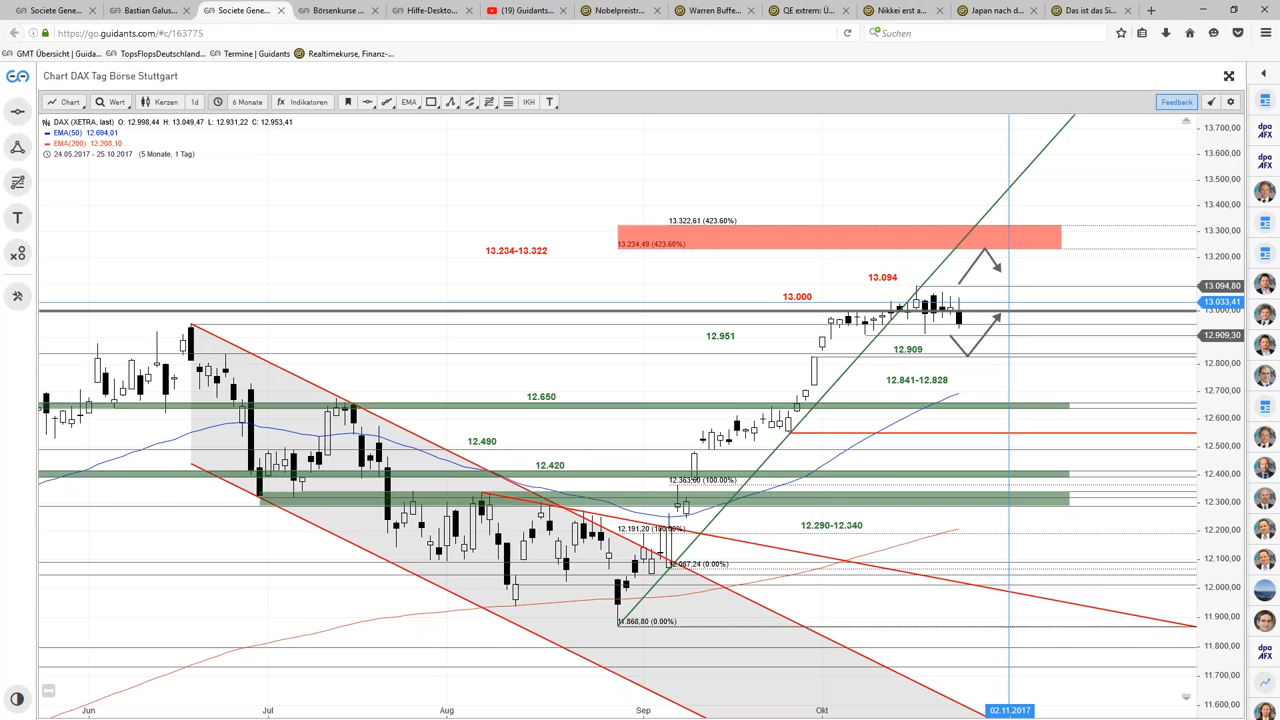 Societe Gene...
Bastian Galus...
Societe Gene...
Börsenkurse ...
Hilfe-Deskto...
(19) Guidants...
Nobelpreistr...
Warren Buffe...
QE extrem: Ü...
Nikkei erst a...
Japan nach d...
Das ist das Si...
https://go.guidants.com/#c/163775
Suchen
GMT Übersicht | Guida...
TopsFlopsDeutschland...
Termine | Guidants
Realtimekurse, Finanz-...
Chart DAX Tag Börse Stuttgart
Chart
Wert
Kerzen
1d
6 Monate
Indikatoren
EMA
IKH
T
Feedback
DAX (XETRA, last) O: 12.998,44 H: 13.049,47 L: 12.931,22 C: 12.953,41
EMA(50) 12.694,01
EMA(200) 12.208,10
24.05.2017 - 25.10.2017 (5 Monate, 1 Tag)
13.700,00
13.600,00
13.500,00
13.400,00
13.322,61 (423.60%)
13.300,00
13.234,49 (423.60%)
13.234-13.322
13.200,00
13.094
13.094,80
13.000
13.033,41
13.000,00
12.951
12.909,30
12.909
12.800,00
12.841-12.828
12.700,00
12.650
12.600,00
12.490
12.500,00
12.420
12.400,00
12.363,00 (100.00%)
12.300,00
12.290-12.340
12.191,20 (100.00%)
12.200,00
12.100,00
12.067,24 (0.00%)
12.000,00
11.900,00
11.868,80 (0.00%)
11.800,00
11.700,00
11.600,00
Jun
Jul
Aug
Sep
Okt
02.11.2017
T
dpa
AFX
dpa
AFX
dpa
AFX